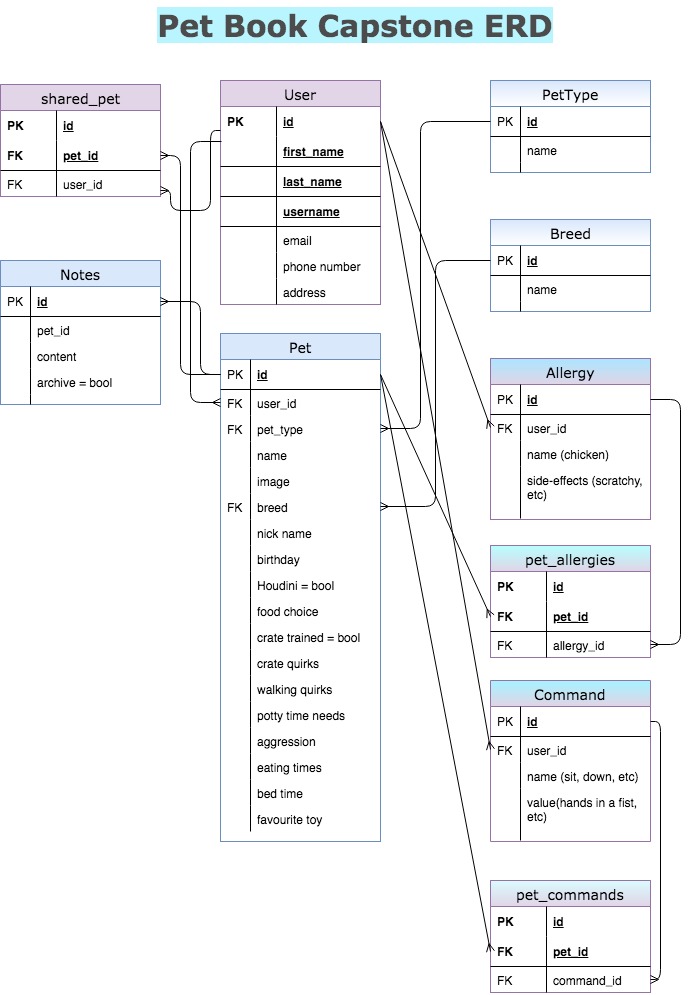 Pet Book Capstone ERD
shared_pet
PK id
FK pet_id
FK user_id
Notes
PK id
pet_id
content
archive = bool
User
PK id
first_name
last_name
username
email
phone number
address
Pet
PK id
FK user_id
FK pet_type
name
image
FK breed
nick name
birthday
Houdini = bool
food choice
crate trained = bool
crate quirks
walking quirks
potty time needs
aggression
eating times
bed time
favourite toy
PetType
PK id
name
Breed
PK id
name
Allergy
PK id
FK user_id
name (chicken)
side-effects (scratchy,
etc)
pet_allergies
PK id
FK pet_id
FK allergy_id
Command
PK id
FK user_id
name (sit, down, etc)
value(hands in a fist,
etc)
pet_commands
PK id
FK pet_id
FK command_id